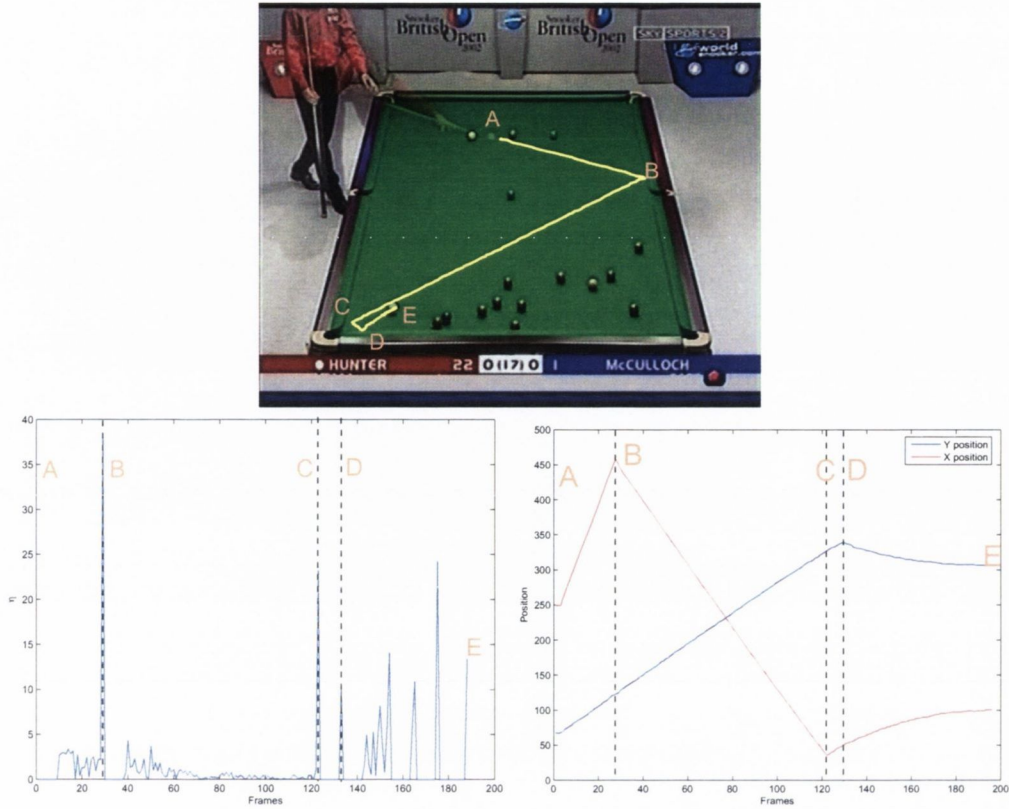 Snooker British Open 2002
Snooker British Open 2002
SKY SPORTS 2
world snooker.com
A
B
C
E
D
HUNTER 22 0 (17) 0 1 McCULLOCH
40
35
30
25
20
15
10
5
0
η
A B C D
E
0 20 40 60 80 100 120 140 160 180 200
Frames
500
450
400
350
300
250
200
150
100
50
0
Position
Y position
X position
A B C D
E
0 20 40 60 80 100 120 140 160 180 200
Frames